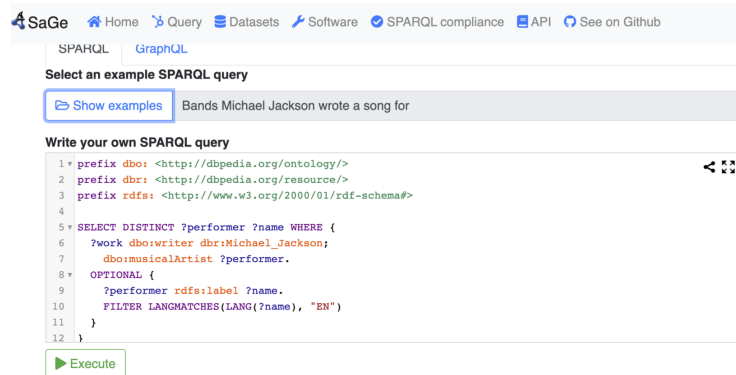 SaGe Home Query Datasets Software SPARQL compliance API See on Github
SPARQL GraphQL
Select an example SPARQL query
Show examples Bands Michael Jackson wrote a song for
Write your own SPARQL query
1 prefix dbo: <http://dbpedia.org/ontology/>
2 prefix dbr: <http://dbpedia.org/resource/>
3 prefix rdfs: <http://www.w3.org/2000/01/rdf-schema#>
4
5 SELECT DISTINCT ?performer ?name WHERE {
6 ?work dbo:writer dbr:Michael_Jackson;
7 dbo:musicalArtist ?performer.
8 OPTIONAL {
9 ?performer rdfs:label ?name.
10 FILTER LANGMATCHES(LANG(?name), "EN")
11 }
12 }
Execute